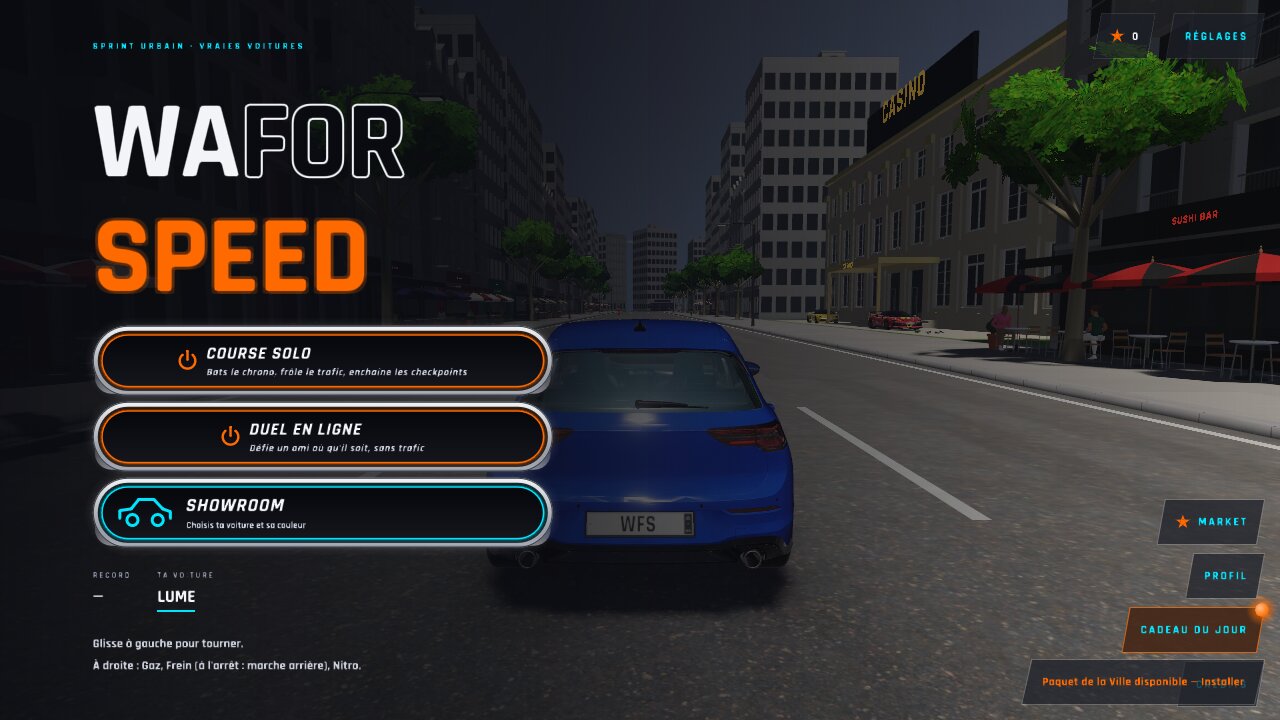 SPRINT URBAIN · VRAIES VOITURES
★ 0
RÉGLAGES
WAFOR
SPEED
CASINO
SUSHI BAR
COURSE SOLO
Bats le chrono, frôle le trafic, enchaîne les checkpoints
DUEL EN LIGNE
Défie un ami où qu'il soit, sans trafic
SHOWROOM
Choisis ta voiture et sa couleur
WFS
RECORD
—
TA VOITURE
LUME
Glisse à gauche pour tourner.
À droite : Gaz, Frein (à l'arrêt : marche arrière), Nitro.
★ MARKET
PROFIL
CADEAU DU JOUR
Paquet de la Ville disponible — Installer